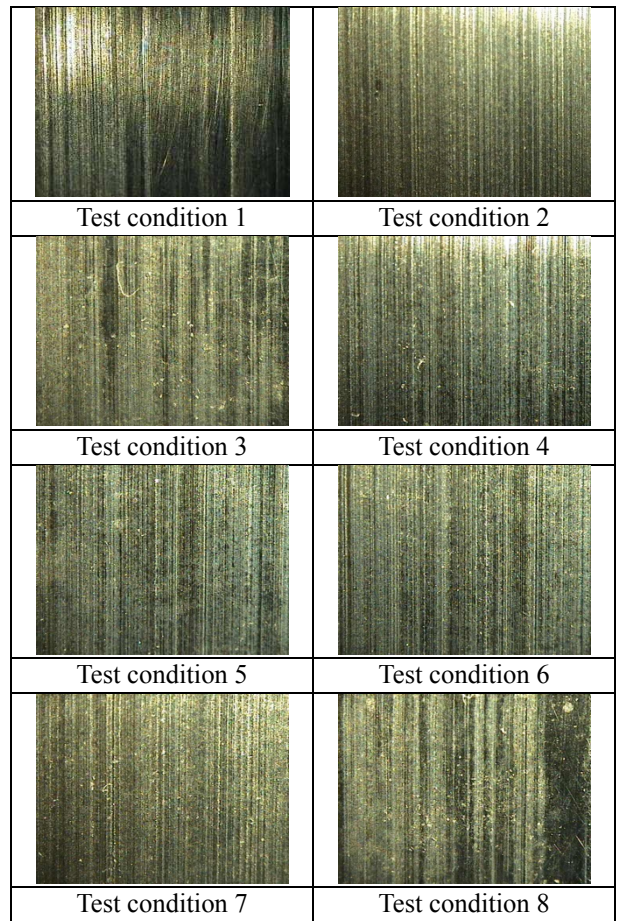 Test condition 1
Test condition 2
Test condition 3
Test condition 4
Test condition 5
Test condition 6
Test condition 7
Test condition 8